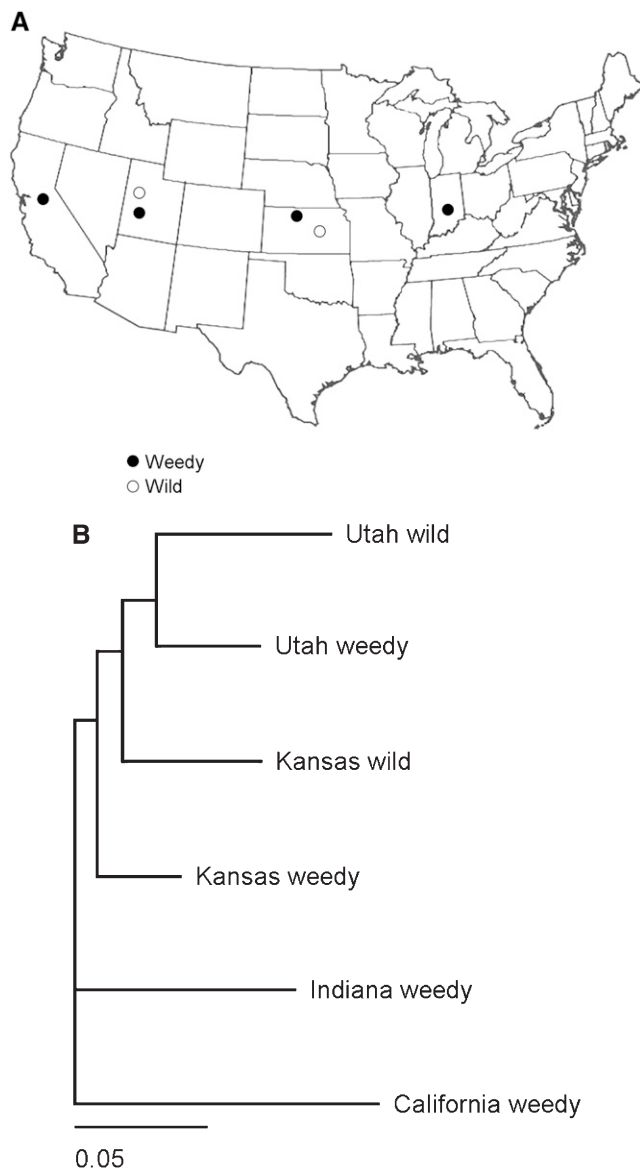 A
Weedy
Wild
B
Utah wild
Utah weedy
Kansas wild
Kansas weedy
Indiana weedy
California weedy
0.05